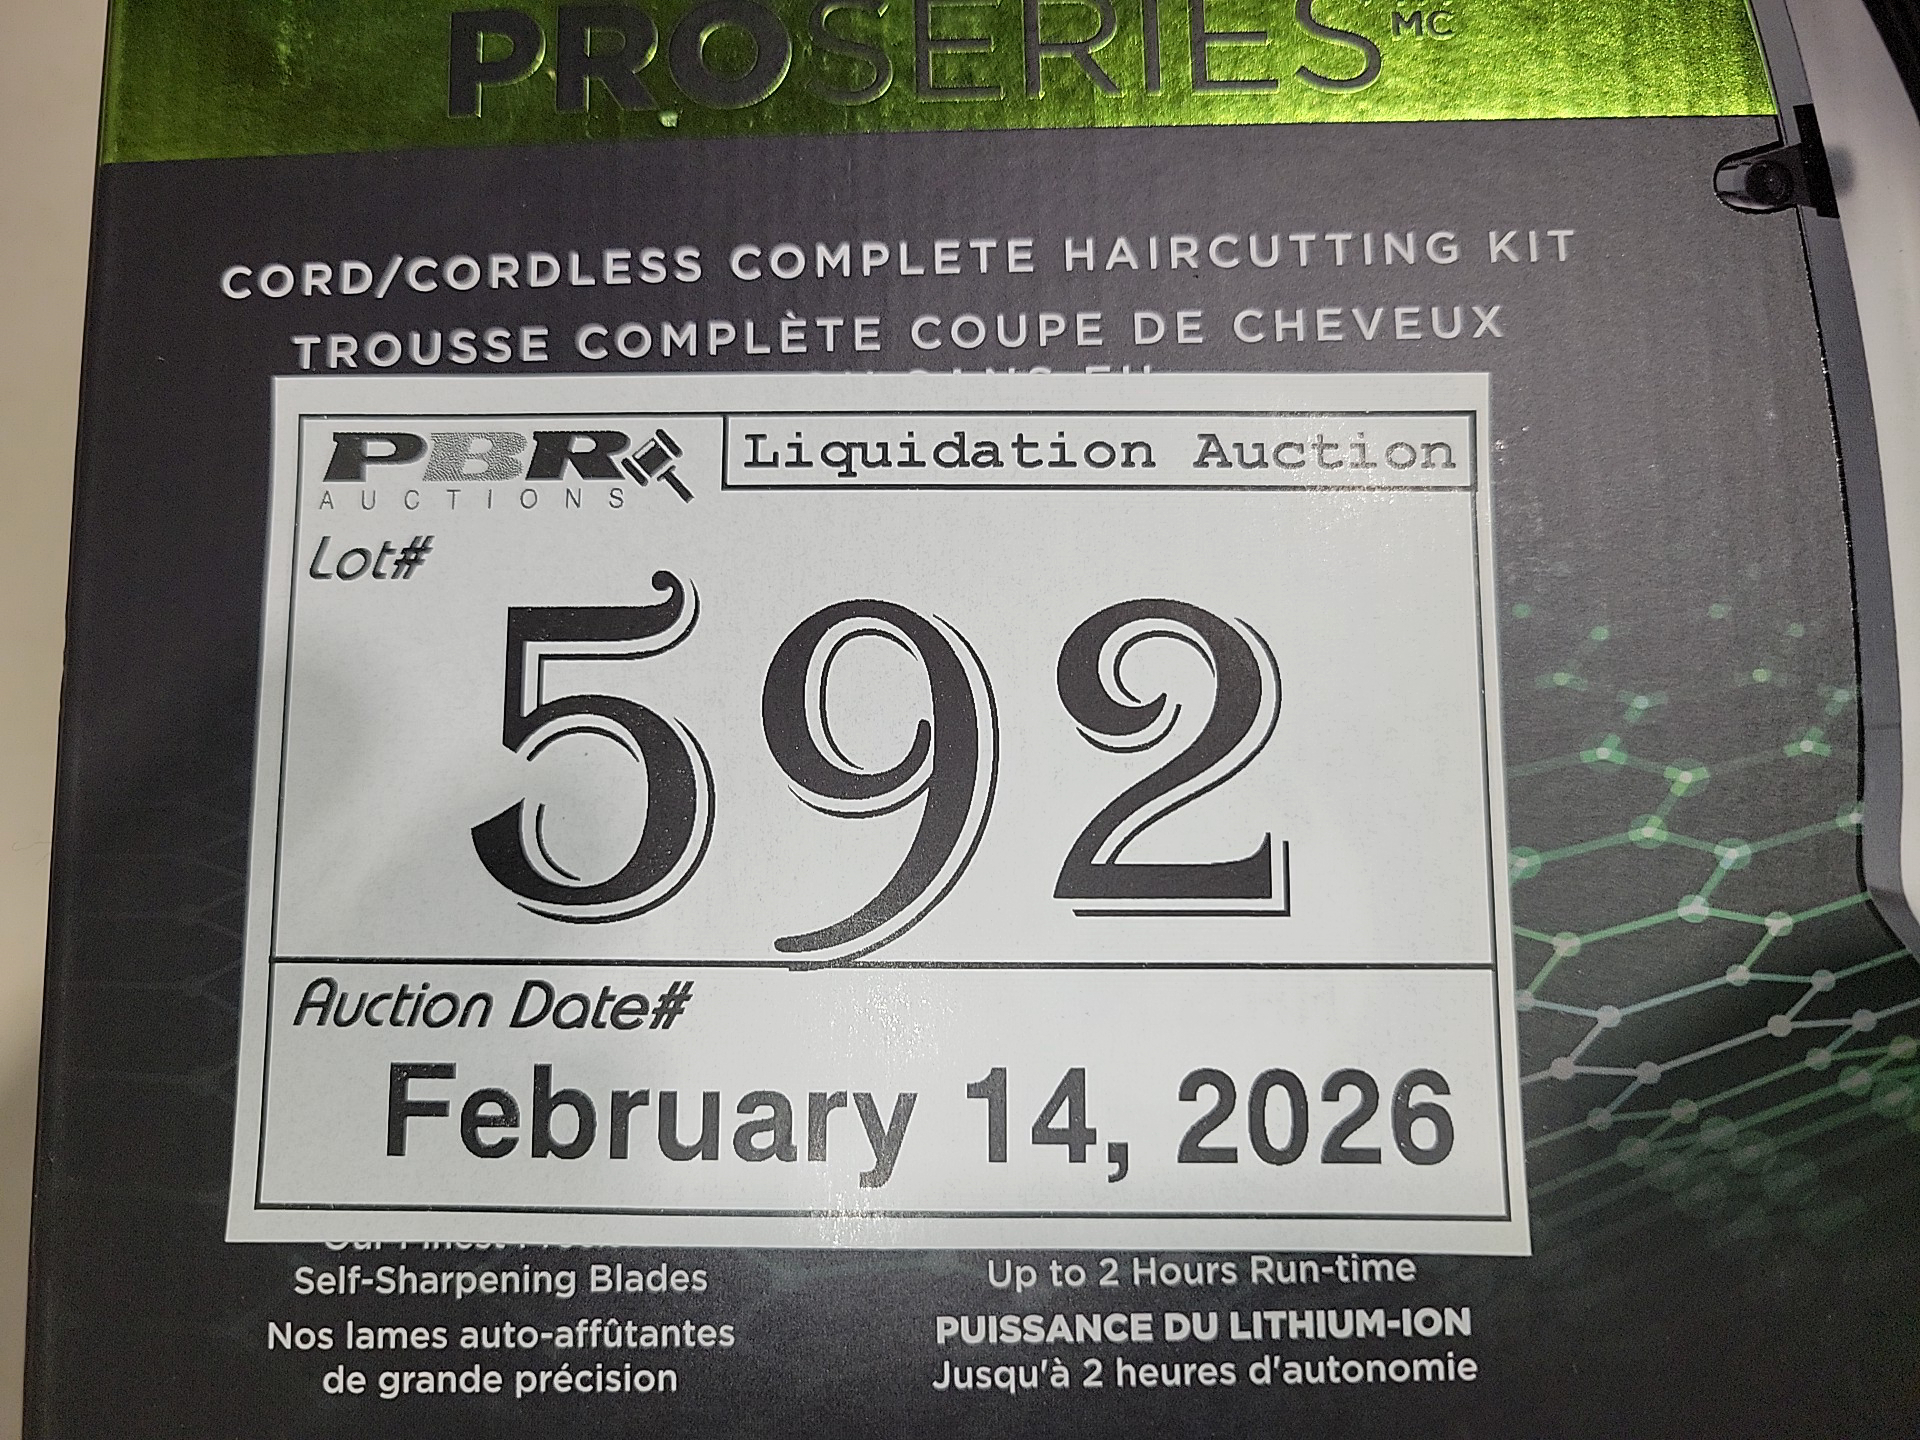 PROSERIES MC
CORD/CORDLESS COMPLETE HAIRCUTTING KIT
TROUSSE COMPLÈTE COUPE DE CHEVEUX
PBR
AUCTIONS
Liquidation Auction
Lot#
592
Auction Date#
February 14, 2026
Self-Sharpening Blades
Nos lames auto-affûtantes
de grande précision
Up to 2 Hours Run-time
PUISSANCE DU LITHIUM-ION
Jusqu'à 2 heures d'autonomie